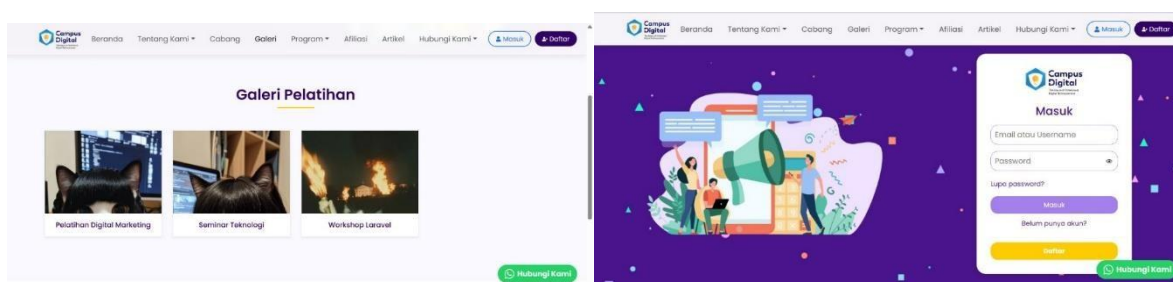 Campus
Digital
Beranda Tentang Kami Cabang Galeri Program Afiliasi Artikel Hubungi Kami Masuk Daftar
Galeri Pelatihan
Pelatihan Digital Marketing Seminar Teknologi Workshop Laravel
Hubungi Kami
Campus
Digital
Beranda Tentang Kami Cabang Galeri Program Afiliasi Artikel Hubungi Kami Masuk Daftar
Campus
Digital
Masuk
Email atau Username
Password
Lupa password?
Masuk
Belum punya akun?
Daftar
Hubungi Kami